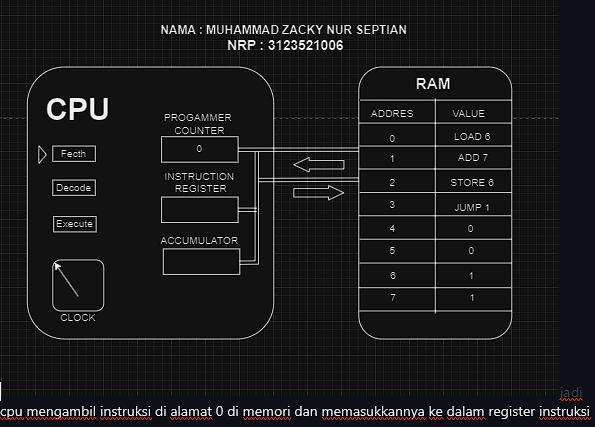 NAMA : MUHAMMAD ZACKY NUR SEPTIAN
NRP : 3123521006
CPU
Fecth
Decode
Execute
CLOCK
PROGAMMER
COUNTER
0
INSTRUCTION
REGISTER
ACCUMULATOR
RAM
ADDRES VALUE
0 LOAD 6
1 ADD 7
2 STORE 6
3 JUMP 1
4 0
5 0
6 1
7 1
jadi
cpu mengambil instruksi di alamat 0 di memori dan memasukkannya ke dalam register instruksi